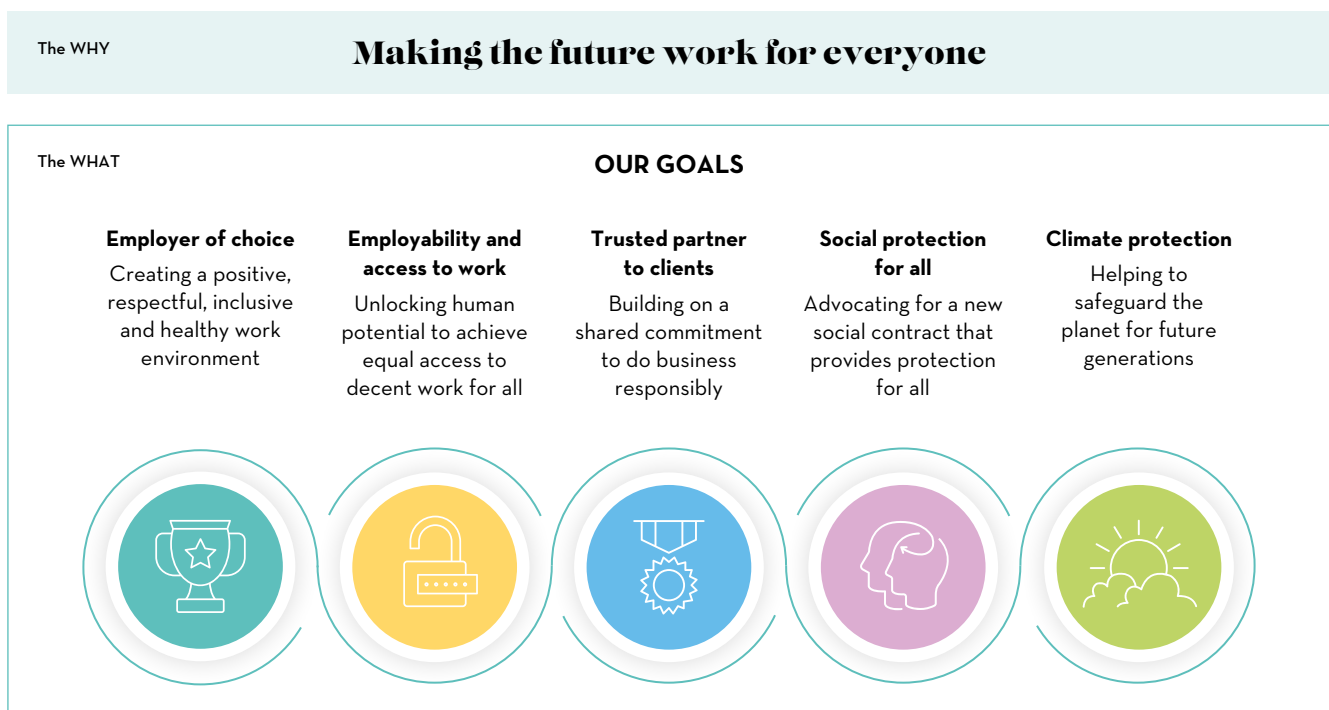 The WHY
Making the future work for everyone
The WHAT
OUR GOALS
Employer of choice
Creating a positive,
respectful, inclusive
and healthy work
environment
Employability and
access to work
Unlocking human
potential to achieve
equal access to
decent work for all
Trusted partner
to clients
Building on a
shared commitment
to do business
responsibly
Social protection
for all
Advocating for a new
social contract that
provides protection
for all
Climate protection
Helping to
safeguard the
planet for future
generations